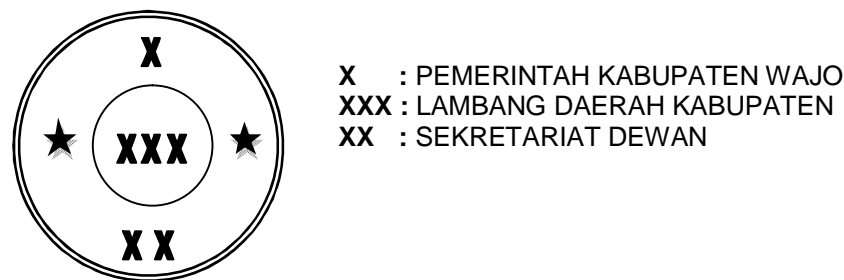 X
XXX
XX
X : PEMERINTAH KABUPATEN WAJO
XXX : LAMBANG DAERAH KABUPATEN
XX : SEKRETARIAT DEWAN